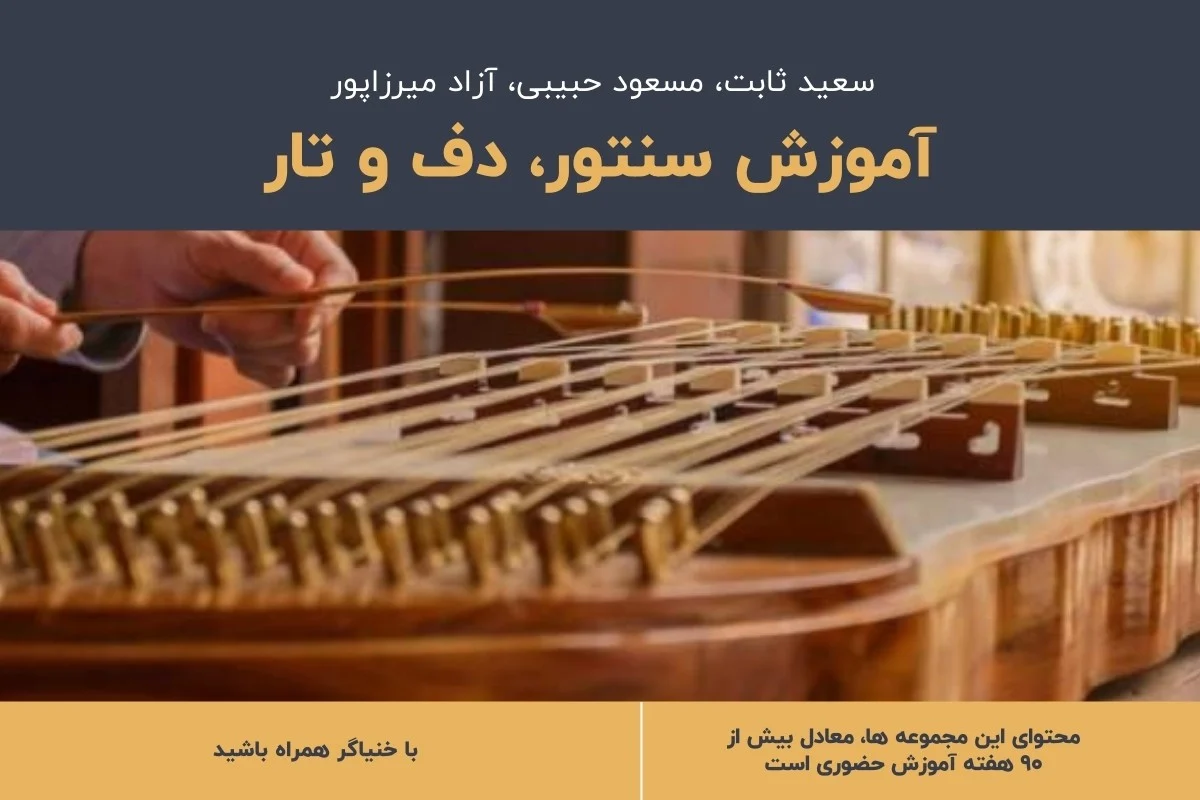 سعید ثابت، مسعود حبیبی، آزاد میرزاپور
آموزش سنتور، دف و تار
محتوای این مجموعه ها، معادل بیش از
۹۰ هفته آموزش حضوری است
با خنیاگر همراه باشید